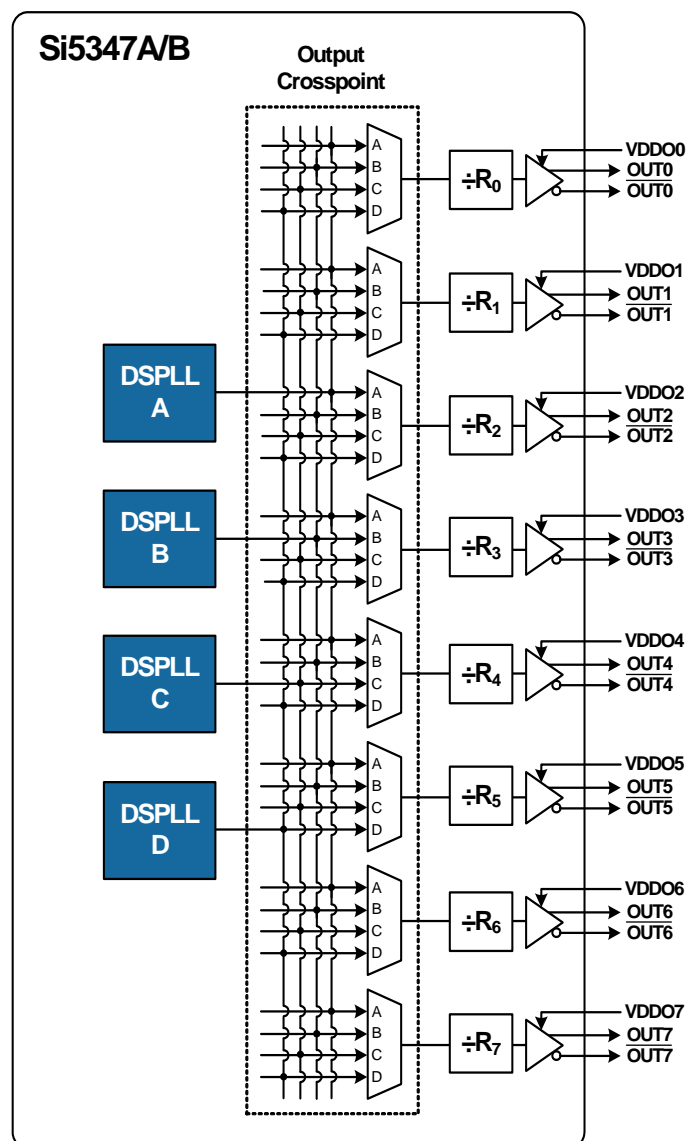 Si5347A/B
Output
Crosspoint
A
B
C
D
÷R0
VDDO0
OUT0
OUT0
A
B
C
D
÷R1
VDDO1
OUT1
OUT1
DSPLL
A
A
B
C
D
÷R2
VDDO2
OUT2
OUT2
DSPLL
B
A
B
C
D
÷R3
VDDO3
OUT3
OUT3
DSPLL
C
A
B
C
D
÷R4
VDDO4
OUT4
OUT4
DSPLL
D
A
B
C
D
÷R5
VDDO5
OUT5
OUT5
A
B
C
D
÷R6
VDDO6
OUT6
OUT6
A
B
C
D
÷R7
VDDO7
OUT7
OUT7